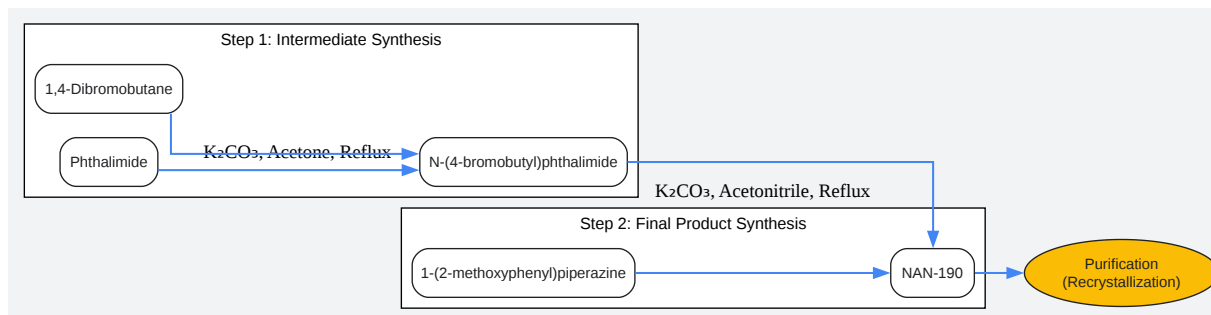 Step 1: Intermediate Synthesis
1,4-Dibromobutane
Phthalimide
K₂CO₃, Acetone, Reflux
N-(4-bromobutyl)phthalimide
K₂CO₃, Acetonitrile, Reflux
Step 2: Final Product Synthesis
1-(2-methoxyphenyl)piperazine
NAN-190
Purification
(Recrystallization)